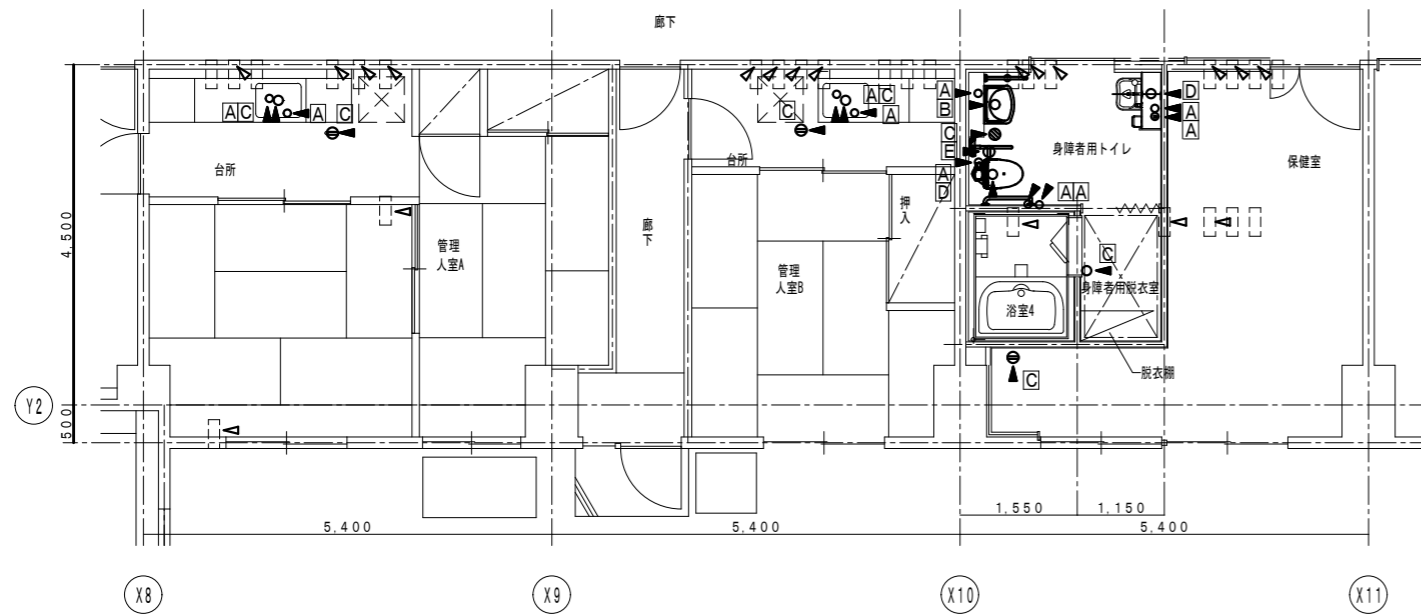 廊下
A C
A C
台所
管理
人室A
廊
下
C
A C
A
台所
管理
人室B
押
入
A
B
C
E
A
D
身障者用トイレ
A A
D
A
A
保健室
C
身障者用脱衣室
浴室4
脱衣棚
C
4,500
500
Y2
5,400
5,400
1,550
1,150
5,400
X8
X9
X10
X11